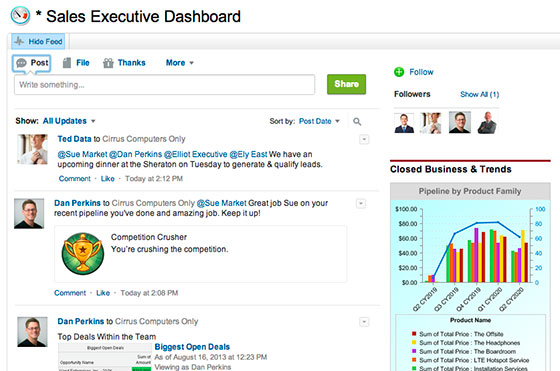 * Sales Executive Dashboard
Hide Feed
Post File Thanks More
Write something...
Share
Show: All Updates
Sort by: Post Date
Ted Data to Cirrus Computers Only
@Sue Market @Dan Perkins @Elliot Executive @Ely East We have an
upcoming dinner at the Sheraton on Tuesday to generate & qualify leads.
Comment · Like · Today at 2:12 PM
Dan Perkins to Cirrus Computers Only @Sue Market Great job Sue on your
recent pipeline you've done and amazing job. Keep it up!
Competition Crusher
You're crushing the competition.
Comment · Like · Today at 2:08 PM
Dan Perkins to Cirrus Computers Only
Top Deals Within the Team
Biggest Open Deals
Opportunity Name
Sum of
Amount
Biggest Open Deals
As of August 16, 2013 at 12:23 PM
Viewing as Dan Perkins
Follow
Followers
Show All (1)
Closed Business & Trends
Pipeline by Product Family
$100.00
$80.00
$60.00
$40.00
$20.00
$0.00
100
80
60
40
20
0
Q2 CY2019
Q3 CY2019
Q4 CY2019
Q1 CY2020
Q2 CY2020
Product Name
Sum of Total Price : The Offsite
Sum of Total Price : The Headphones
Sum of Total Price : The Boardroom
Sum of Total Price : LTE Hotspot Service
Sum of Total Price : Installation Services